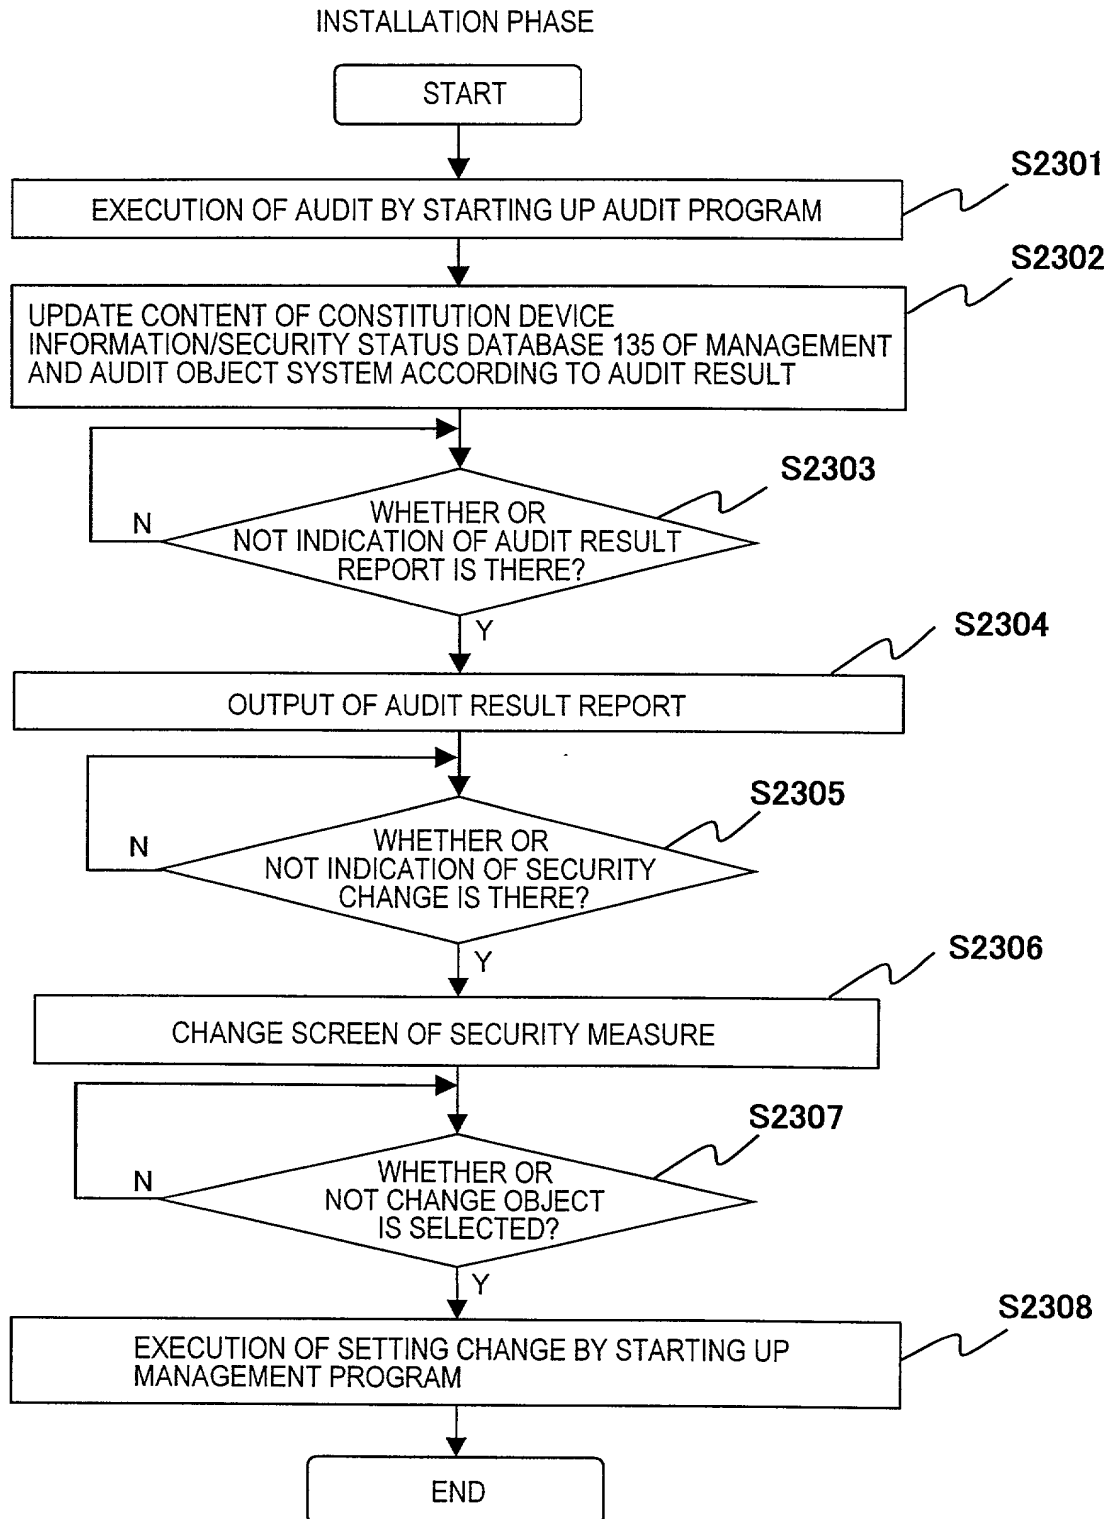 INSTALLATION PHASE
START
S2301
EXECUTION OF AUDIT BY STARTING UP AUDIT PROGRAM
S2302
UPDATE CONTENT OF CONSTITUTION DEVICE
INFORMATION/SECURITY STATUS DATABASE 135 OF MANAGEMENT
AND AUDIT OBJECT SYSTEM ACCORDING TO AUDIT RESULT
S2303
WHETHER OR
N
NOT INDICATION OF AUDIT RESULT
REPORT IS THERE?
Y
S2304
OUTPUT OF AUDIT RESULT REPORT
S2305
WHETHER OR
N
NOT INDICATION OF SECURITY
CHANGE IS THERE?
Y
S2306
CHANGE SCREEN OF SECURITY MEASURE
S2307
WHETHER OR
N
NOT CHANGE OBJECT
IS SELECTED?
Y
S2308
EXECUTION OF SETTING CHANGE BY STARTING UP
MANAGEMENT PROGRAM
END